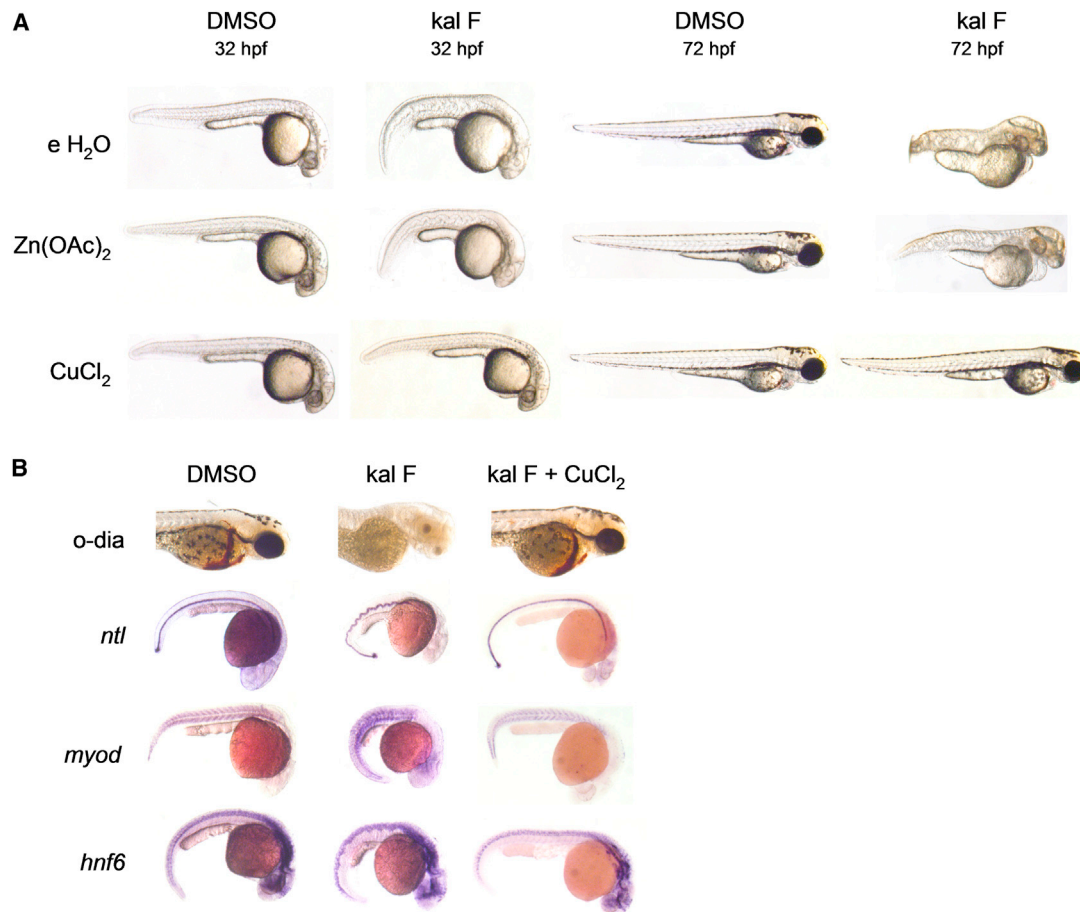 A
DMSO kal F DMSO kal F
32 hpf 32 hpf 72 hpf 72 hpf
e H₂O
Zn(OAc)₂
CuCl₂
B
DMSO kal F kal F + CuCl₂
o-dia
ntl
myod
hnf6